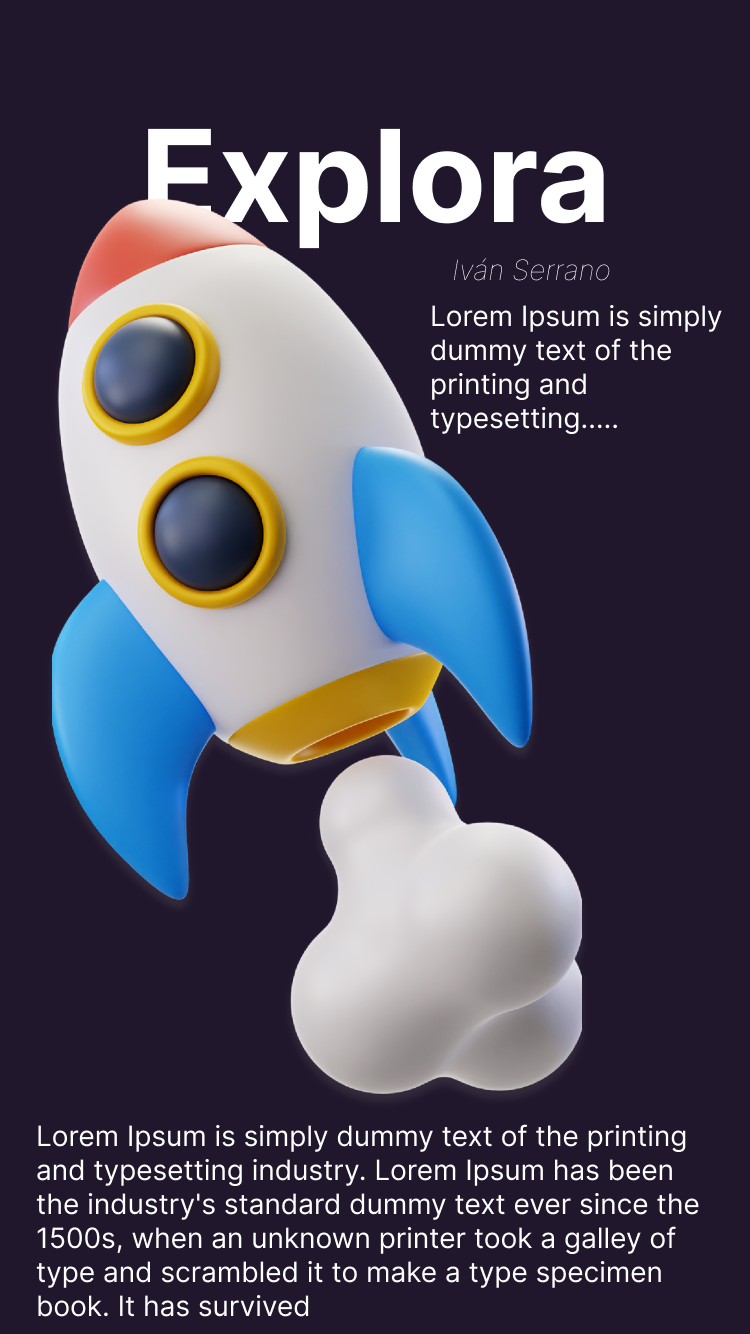 Explora
Iván Serrano
Lorem Ipsum is simply
dummy text of the
printing and
typesetting.....
Lorem Ipsum is simply dummy text of the printing
and typesetting industry. Lorem Ipsum has been
the industry's standard dummy text ever since the
1500s, when an unknown printer took a galley of
type and scrambled it to make a type specimen
book. It has survived